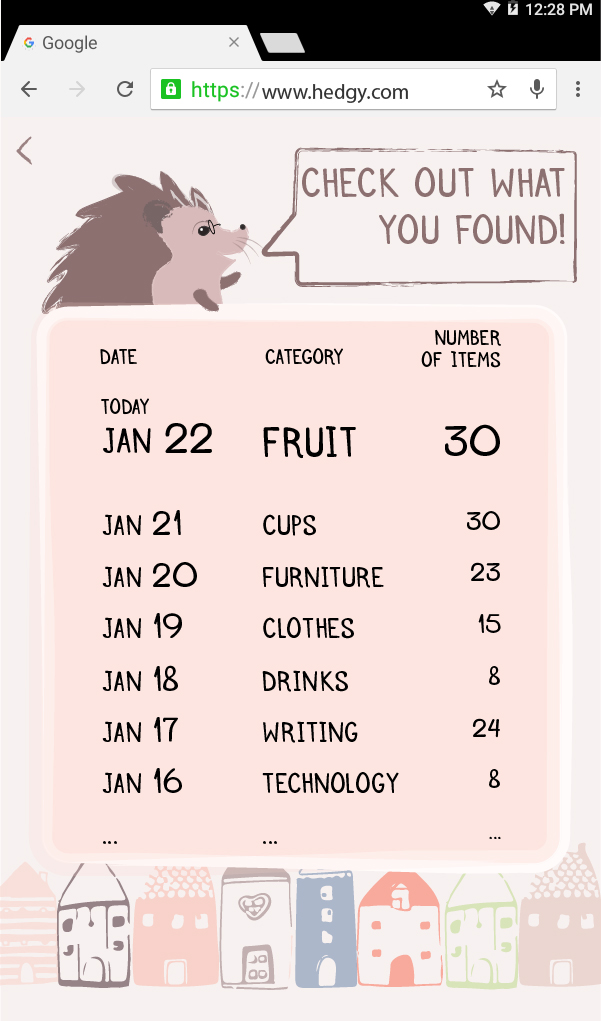 12:28 PM
Google
https://www.hedgy.com
CHECK OUT WHAT
YOU FOUND!
DATE CATEGORY NUMBER
OF ITEMS
TODAY
JAN 22 FRUIT 30
JAN 21 CUPS 30
JAN 20 FURNITURE 23
JAN 19 CLOTHES 15
JAN 18 DRINKS 8
JAN 17 WRITING 24
JAN 16 TECHNOLOGY 8
... ... ...